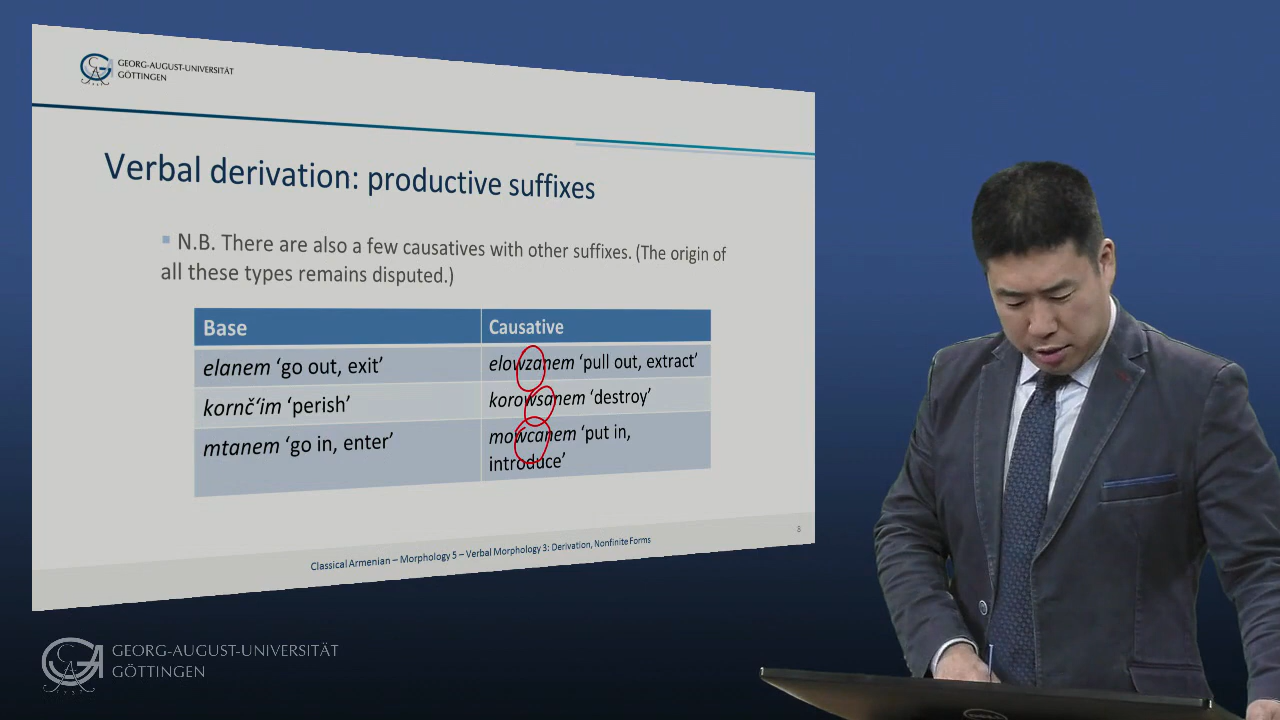 GEORG-AUGUST-UNIVERSITÄT
GÖTTINGEN
Verbal derivation: productive suffixes
N.B. There are also a few causatives with other suffixes. (The origin of
all these types remains disputed.)
Base
Causative
elanem ‘go out, exit’
elowzanem ‘pull out, extract’
kornč‘im ‘perish’
korowsanem ‘destroy’
mtanem ‘go in, enter’
mowcanem ‘put in,
introduce’
8
Classical Armenian – Morphology 5 – Verbal Morphology 3: Derivation, Nonfinite Forms
GEORG-AUGUST-UNIVERSITÄT
GÖTTINGEN